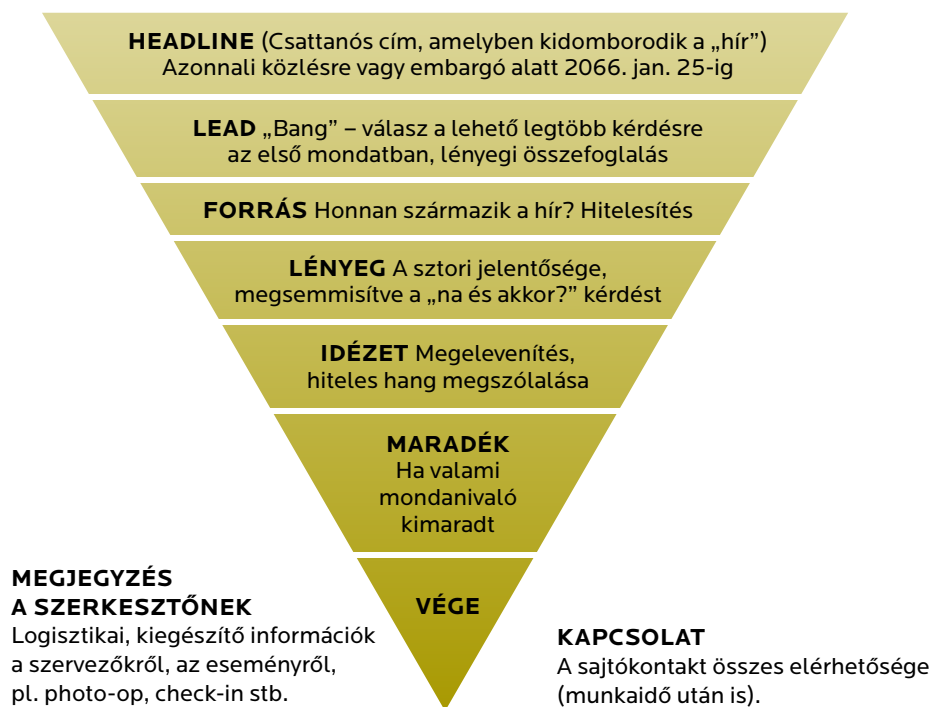 HEADLINE (Csattanós cím, amelyben kidomborodik a „hír”)
Azonnali közlésre vagy embargó alatt 2066. jan. 25-ig
LEAD „Bang” – válasz a lehető legtöbb kérdésre
az első mondatban, lényegi összefoglalás
FORRÁS Honnan származik a hír? Hitelesítés
LÉNYEG A sztori jelentősége,
megsemmisítve a „na és akkor?” kérdést
IDÉZET Megelevenítés,
hiteles hang megszólalása
MARADÉK
Ha valami
mondanivaló
kimaradt
VÉGE
MEGJEGYZÉS
A SZERKESZTŐNEK
Logisztikai, kiegészítő információk
a szervezőkről, az eseményről,
pl. photo-op, check-in stb.
KAPCSOLAT
A sajtókontakt összes elérhetősége
(munkaidő után is).